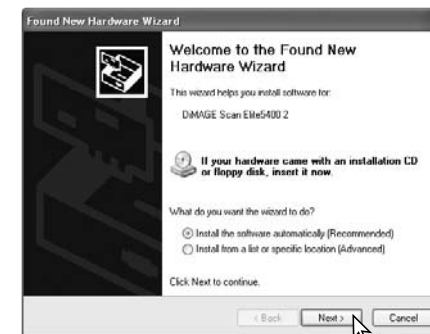 Found New Hardware Wizard
Welcome to the Found New
Hardware Wizard
This wizard helps you install software for:
DiMAGE Scan Elite5400 2
If your hardware came with an installation CD
or floppy disk, insert it now.
What do you want the wizard to do?
Install the software automatically (Recommended)
Install from a list or specific location (Advanced)
Click Next to continue.
< Back Next > Cancel